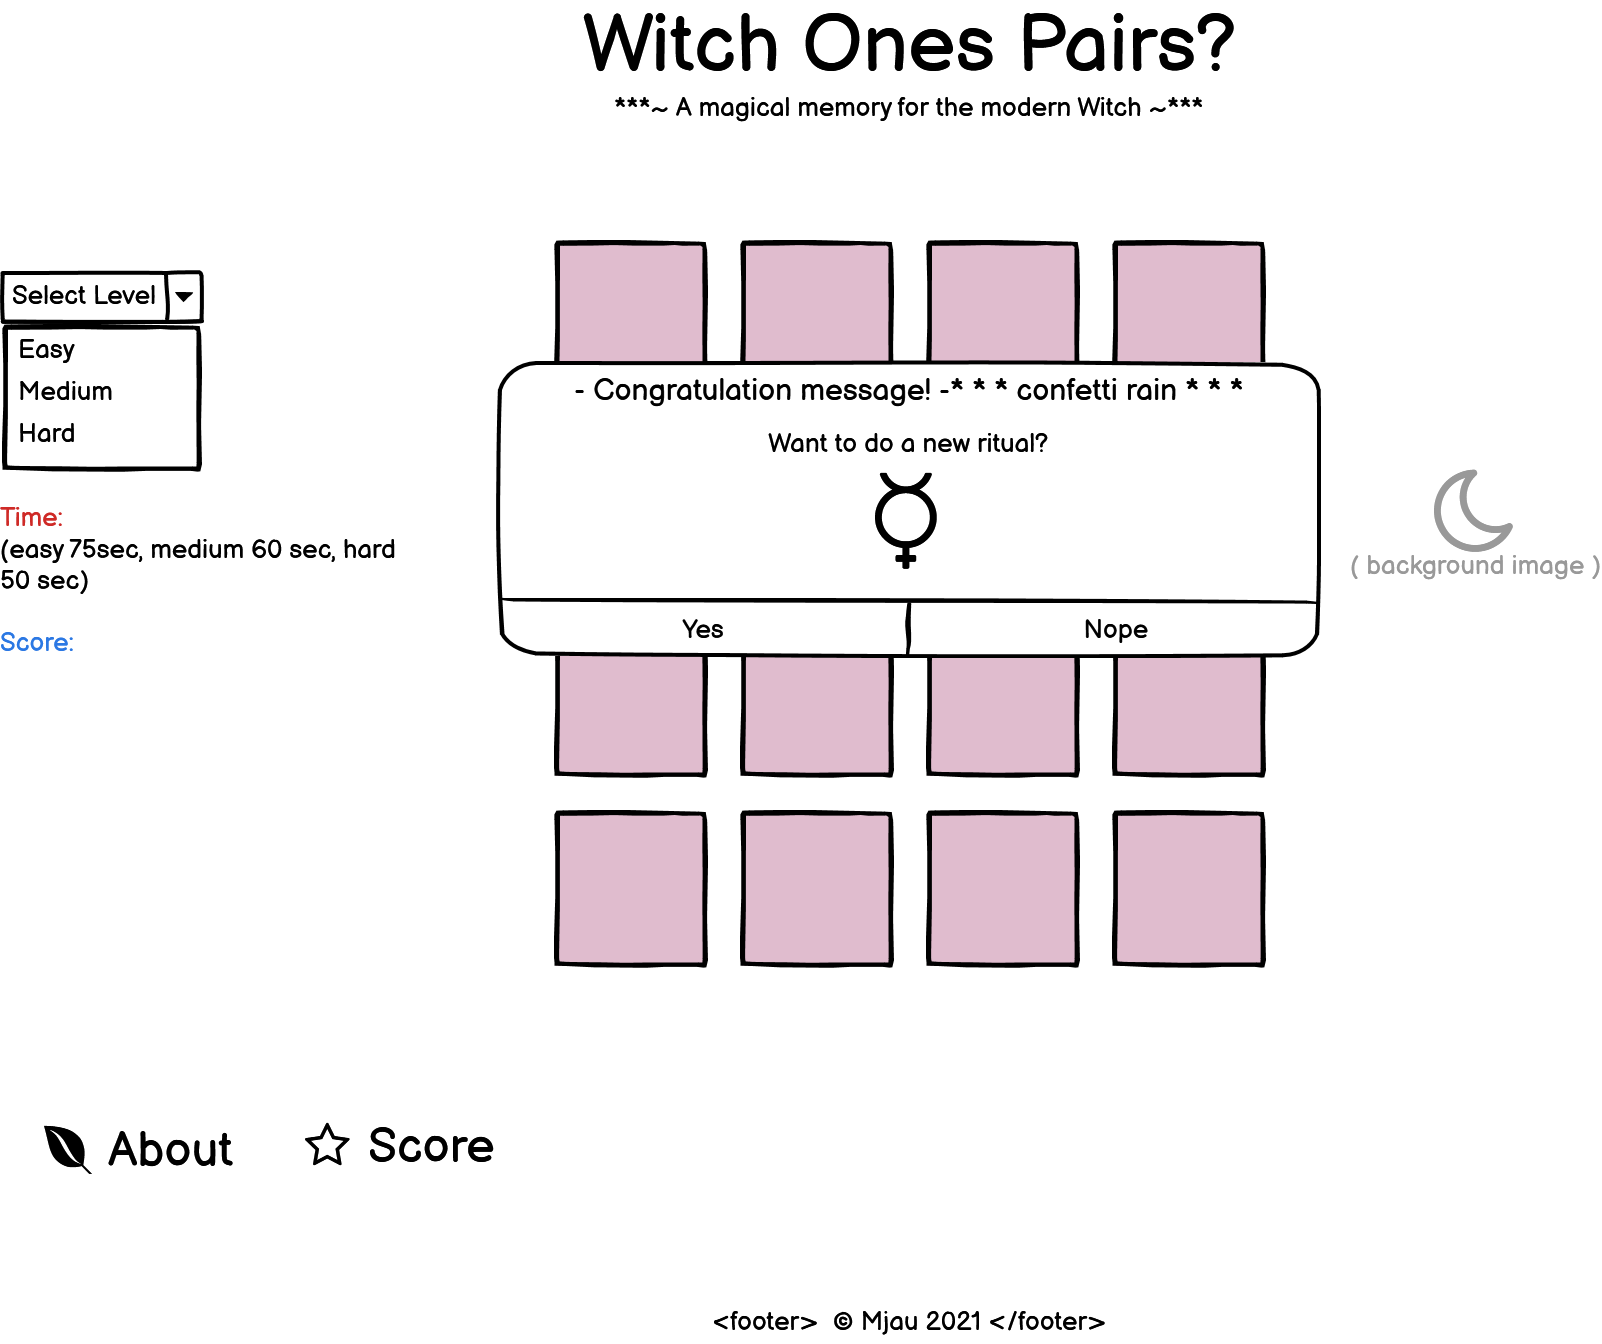 Witch Ones Pairs?
***~ A magical memory for the modern Witch ~***
Select Level
Easy
Medium
Hard
Time:
(easy 75sec, medium 60 sec, hard
50 sec)
Score:
- Congratulation message! -* * * confetti rain * * *
Want to do a new ritual?
Yes
Nope
( background image )
About
Score
<footer>  © Mjau 2021 </footer>